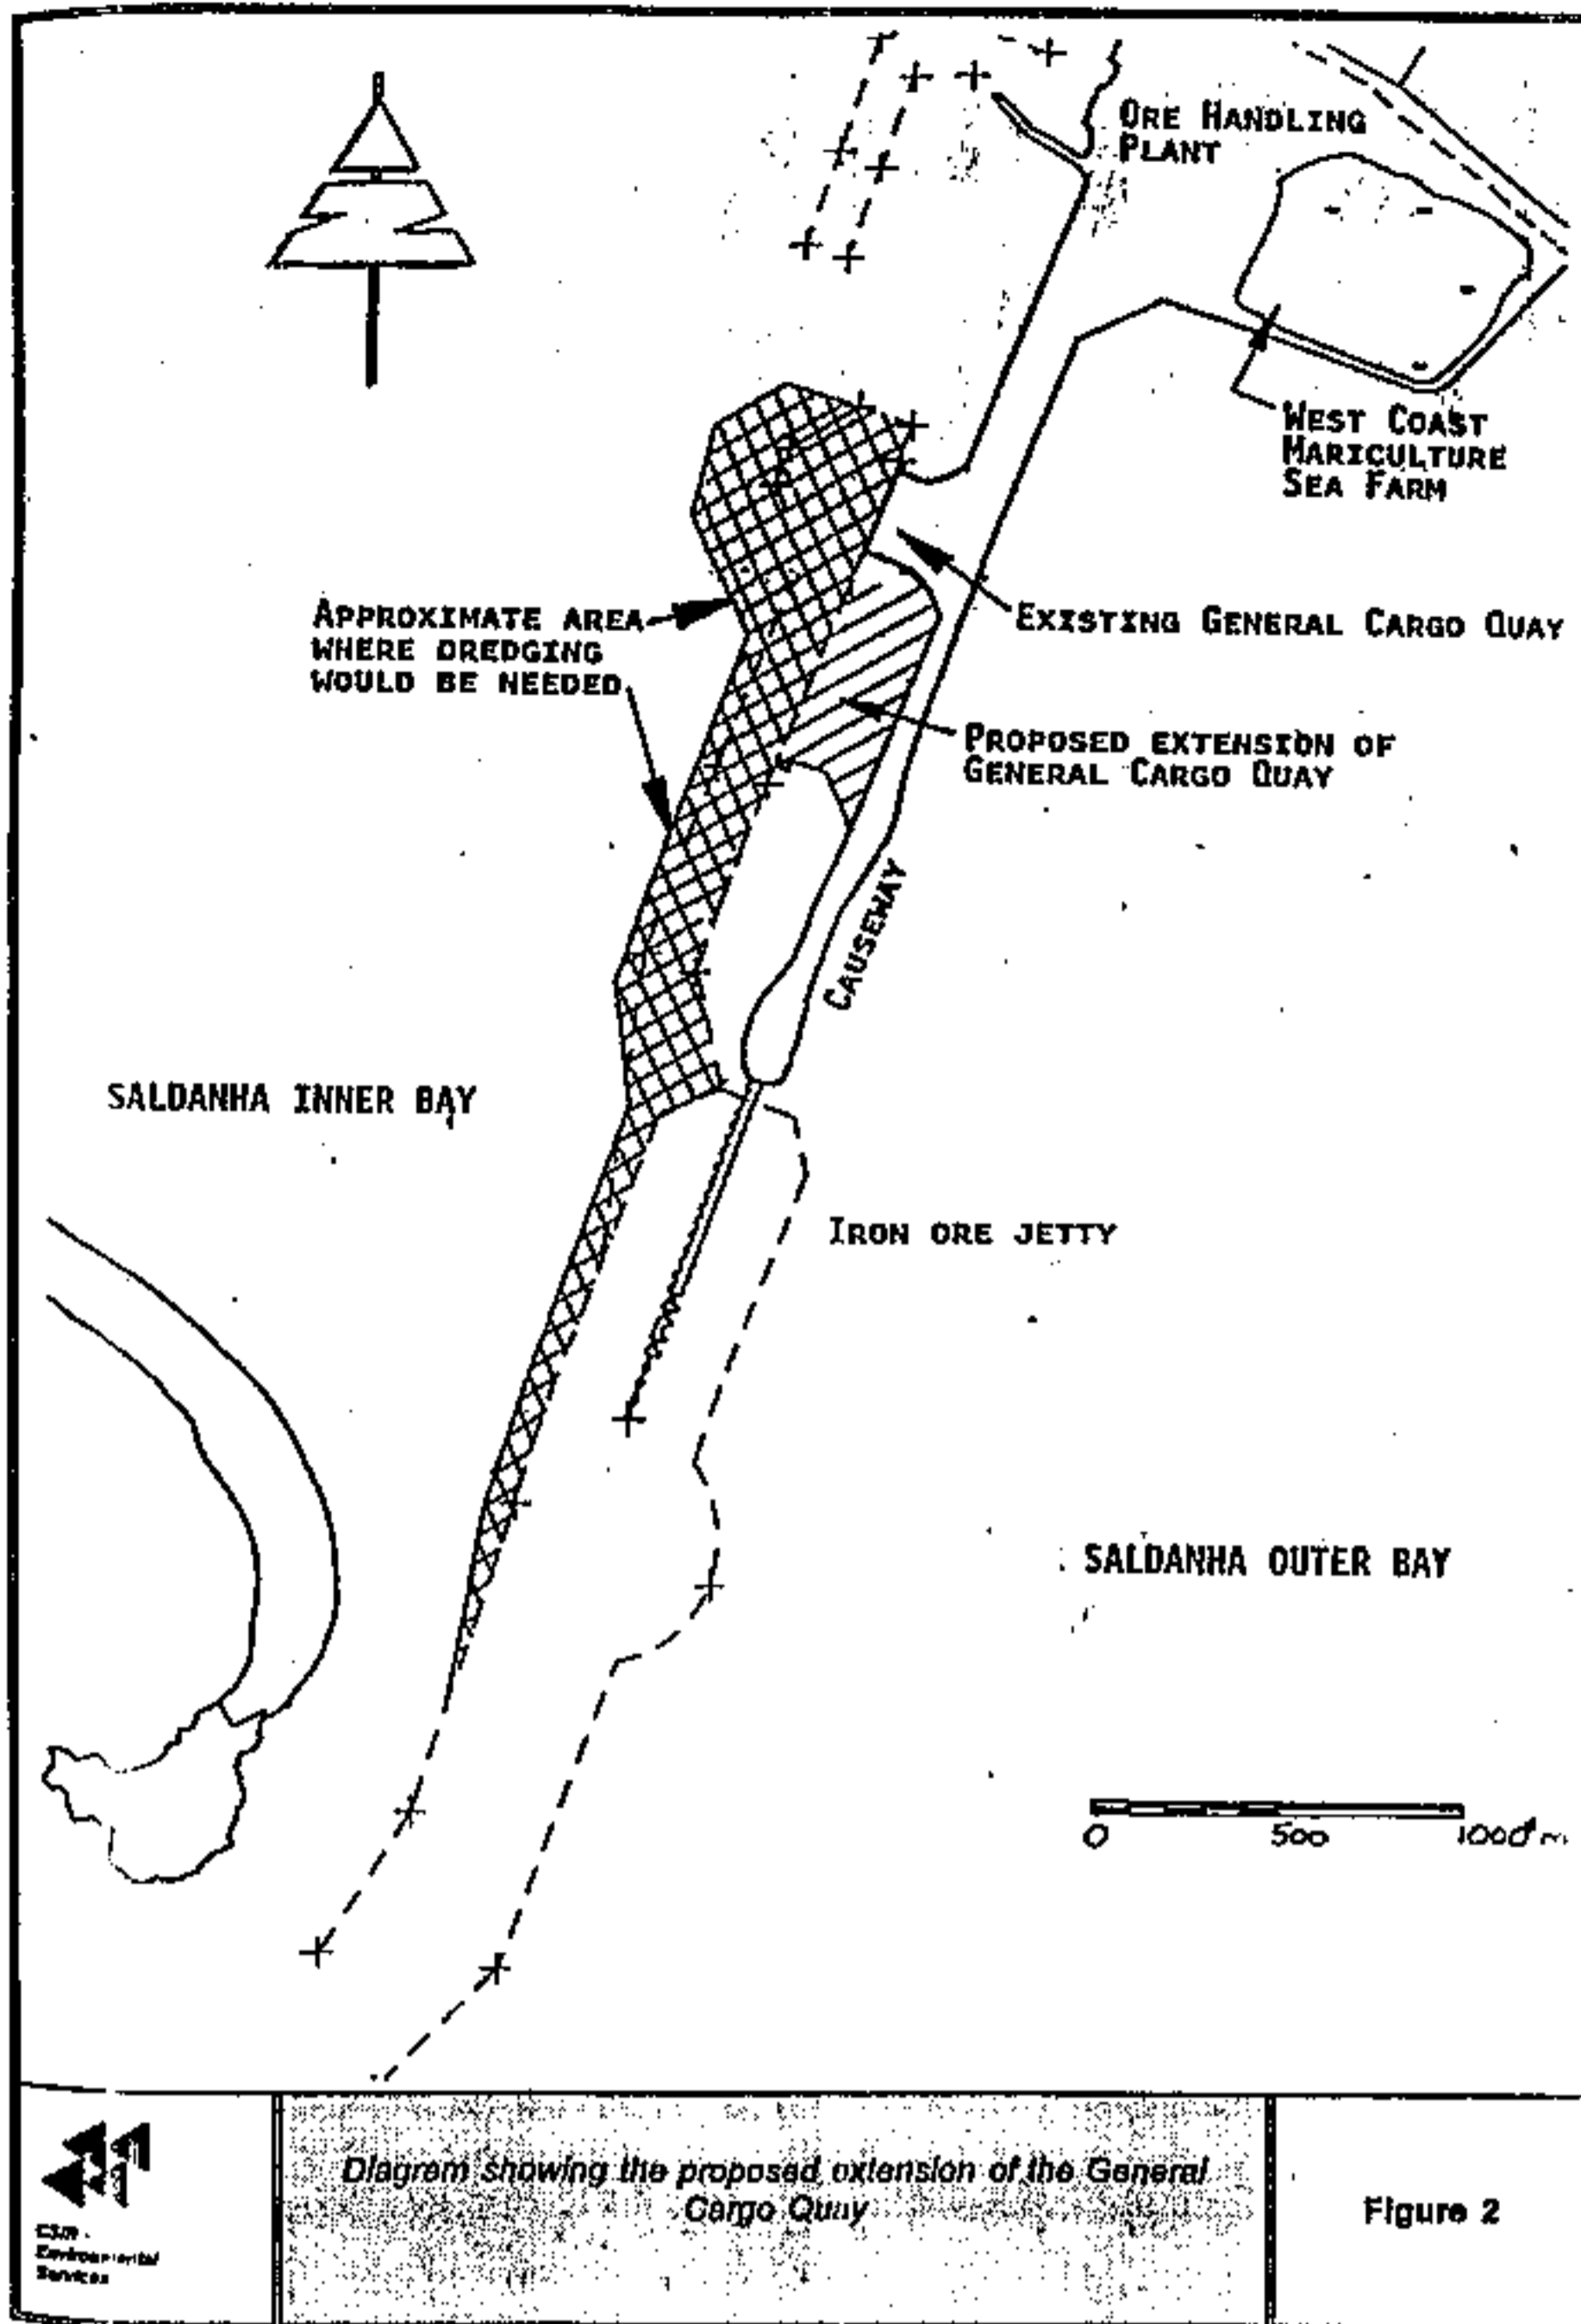 ORE HANDLING
PLANT
WEST COAST
MARICULTURE
SEA FARM
APPROXIMATE AREA
WHERE DREDGING
WOULD BE NEEDED
EXISTING GENERAL CARGO QUAY
PROPOSED EXTENSION OF
GENERAL CARGO QUAY
CAUSEWAY
SALDANHA INNER BAY
IRON ORE JETTY
SALDANHA OUTER BAY
0 500 1000 m
Diagram showing the proposed extension of the General
Cargo Quay
Figure 2
Environmental
Services